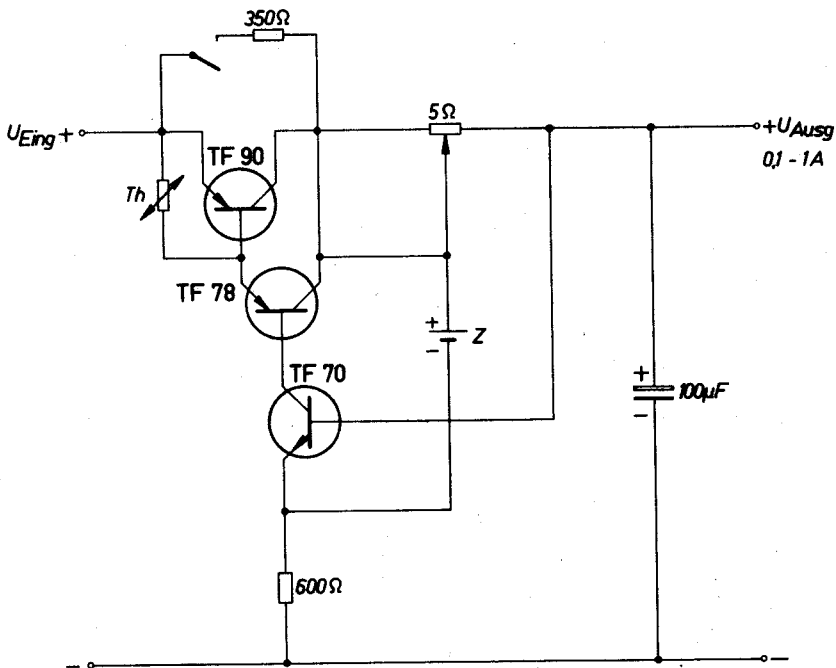 350Ω
5Ω
U_Eing +
+U_Ausg
0,1 - 1A
TF 90
Th
TF 78
+
Z
−
TF 70
+
100µF
−
600Ω
−
−